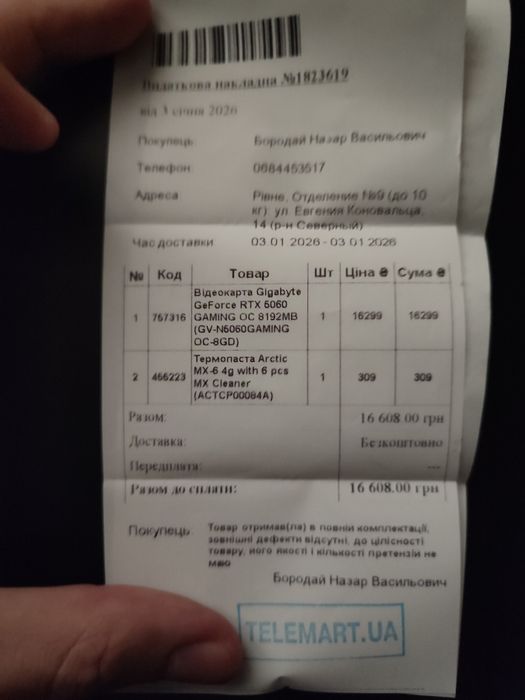 Видаткова накладна №1823619
від 3 січня 2026
Покупець Бородай Назар Васильович
Телефон 0684453517
Адреса Рівне, Отделение №9 (до 10
кг) ул. Евгения Коновальца,
14 (р-н Северный)
Час доставки 03.01.2026 - 03.01.2026
№ Код Товар Шт Ціна ₴ Сума ₴
Відеокарта Gigabyte
GeForce RTX 5060
1 767316 GAMING OC 8192MB 1 16299 16299
(GV-N5060GAMING
OC-8GD)
Термопаста Arctic
2 466223 MX-6 4g with 6 pcs 1 309 309
MX Cleaner
(ACTCP00084A)
Разом: 16 608.00 грн
Доставка: Безкоштовно
Передплата: ---
Разом до сплати: 16 608.00 грн
Покупець Товар отримав(ла) в повній комплектації,
зовнішні дефекти відсутні, до цілісності
товару, його якості і кількості претензій не
маю
Бородай Назар Васильович
TELEMART.UA